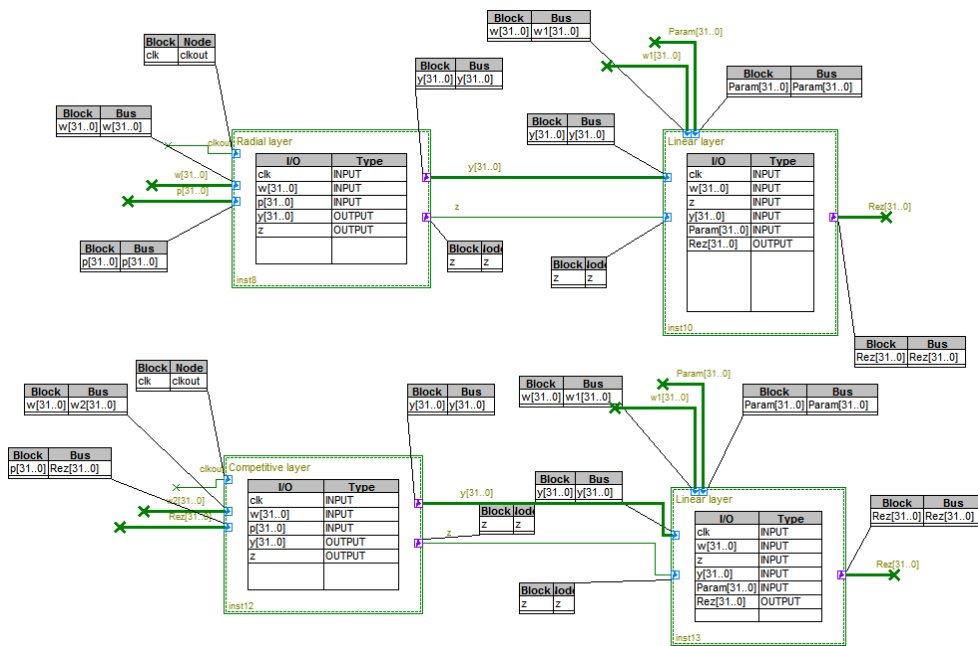 Block Bus
w[31..0] w1[31..0]
Param[31..0]
w1[31..0]
Block Node
clk clkout
Block Bus
y[31..0] y[31..0]
Block Bus
Param[31..0] Param[31..0]
Block Bus
w[31..0] w[31..0]
Block Bus
y[31..0] y[31..0]
clkout
Radial layer
I/O Type
clk INPUT
w[31..0] INPUT
p[31..0] INPUT
y[31..0] OUTPUT
z OUTPUT
inst8
w[31..0]
p[31..0]
y[31..0]
z
Linear layer
I/O Type
clk INPUT
w[31..0] INPUT
z INPUT
y[31..0] INPUT
Param[31..0] INPUT
Rez[31..0] OUTPUT
inst10
Rez[31..0]
Block Bus
p[31..0] p[31..0]
Block
z z
Block
z z
Block Bus
Rez[31..0] Rez[31..0]
Block Node
clk clkout
Block Bus
w[31..0] w2[31..0]
Block Bus
y[31..0] y[31..0]
Block Bus
w[31..0] w1[31..0]
Param[31..0]
w1[31..0]
Block Bus
Param[31..0] Param[31..0]
Block Bus
p[31..0] Rez[31..0]
clkout
w2[31..0]
Rez[31..0]
Competitive layer
I/O Type
clk INPUT
w[31..0] INPUT
p[31..0] INPUT
y[31..0] OUTPUT
z OUTPUT
inst12
y[31..0]
z
Block Bus
y[31..0] y[31..0]
Block
z z
Block
z z
Linear layer
I/O Type
clk INPUT
w[31..0] INPUT
z INPUT
y[31..0] INPUT
Param[31..0] INPUT
Rez[31..0] OUTPUT
inst13
Block Bus
Rez[31..0] Rez[31..0]
Rez[31..0]